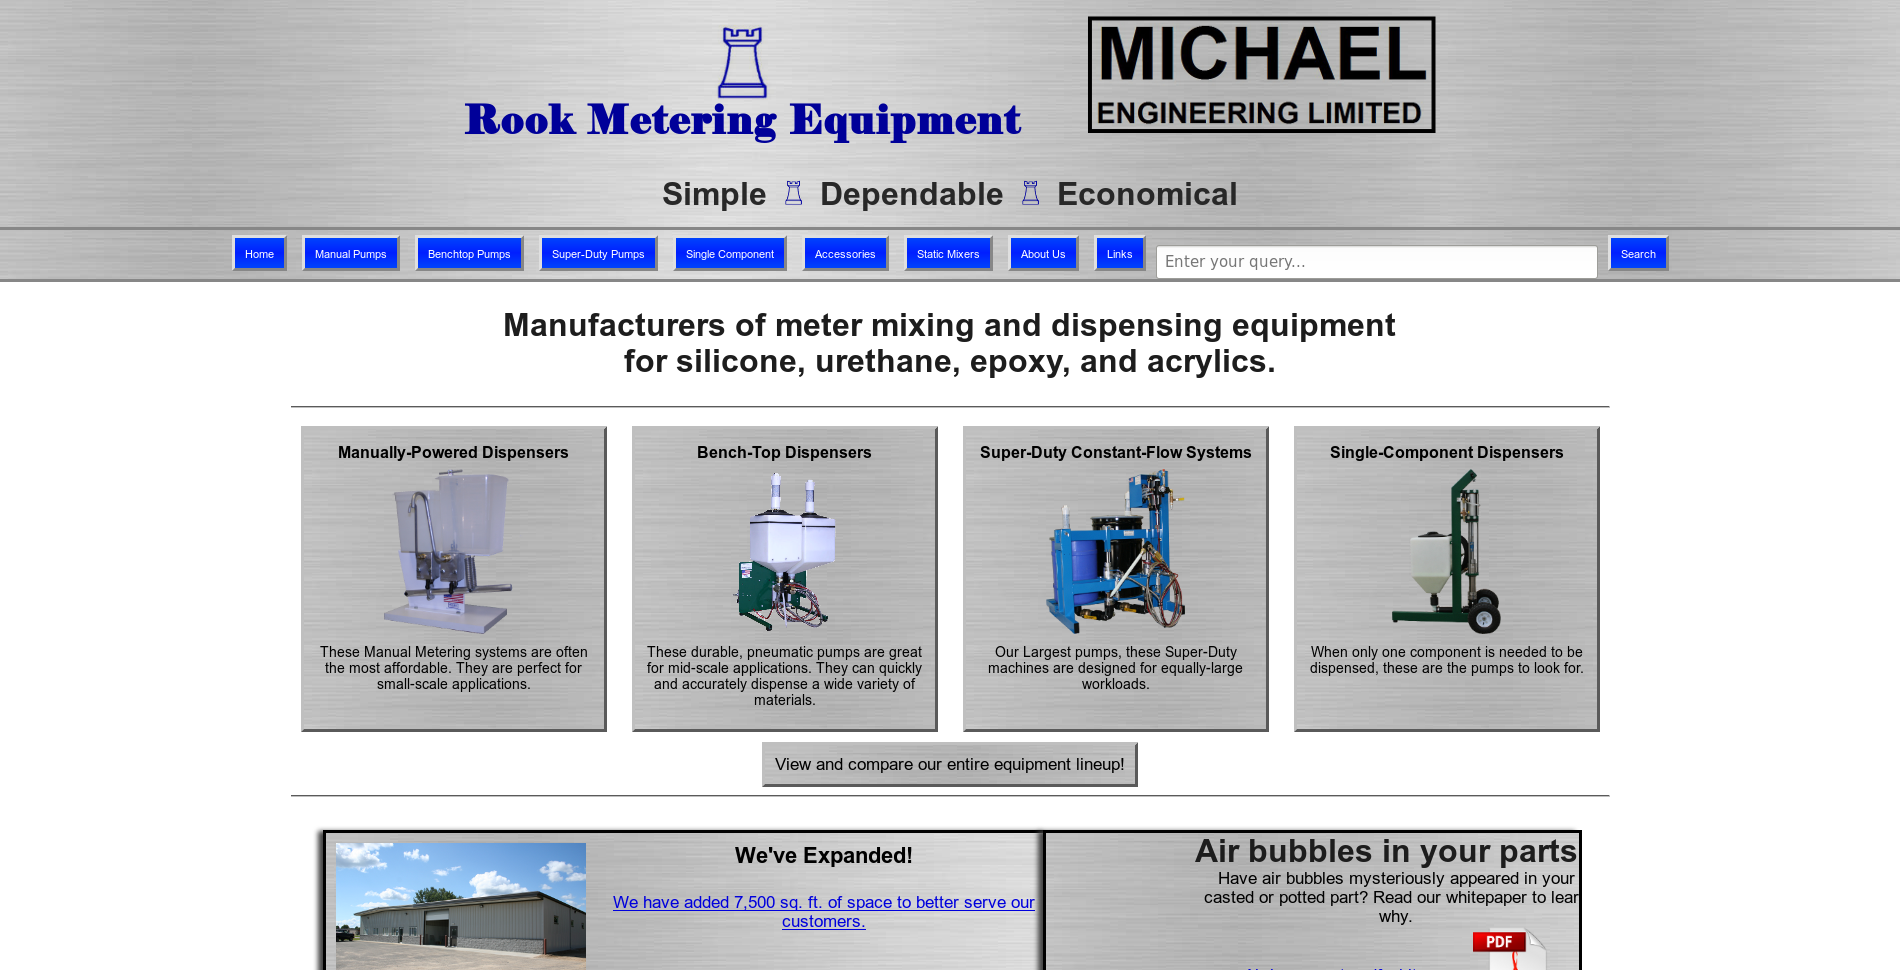 MICHAEL
ENGINEERING LIMITED
Rook Metering Equipment
Simple Dependable Economical
Home Manual Pumps Benchtop Pumps Super-Duty Pumps Single Component Accessories Static Mixers About Us Links Enter your query... Search
Manufacturers of meter mixing and dispensing equipment
for silicone, urethane, epoxy, and acrylics.
Manually-Powered Dispensers
These Manual Metering systems are often
the most affordable. They are perfect for
small-scale applications.
Bench-Top Dispensers
These durable, pneumatic pumps are great
for mid-scale applications. They can quickly
and accurately dispense a wide variety of
materials.
Super-Duty Constant-Flow Systems
Our Largest pumps, these Super-Duty
machines are designed for equally-large
workloads.
Single-Component Dispensers
When only one component is needed to be
dispensed, these are the pumps to look for.
View and compare our entire equipment lineup!
We've Expanded!
We have added 7,500 sq. ft. of space to better serve our
customers.
Air bubbles in your parts
Have air bubbles mysteriously appeared in your
casted or potted part? Read our whitepaper to lear
why.
PDF